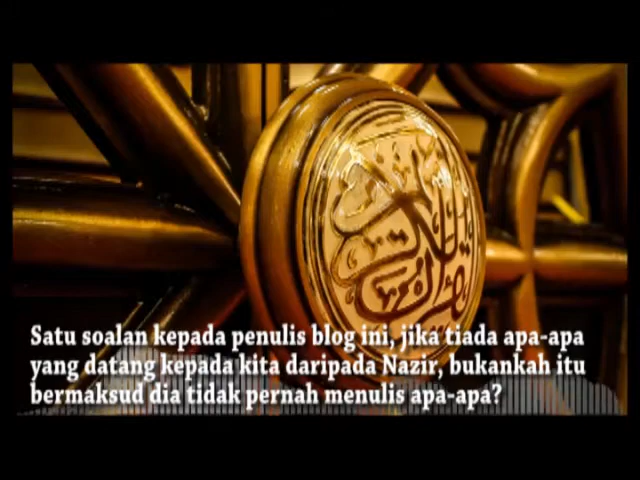 Satu soalan kepada penulis blog ini, jika tiada apa-apa
yang datang kepada kita daripada Nazir, bukankah itu
bermaksud dia tidak pernah menulis apa-apa?